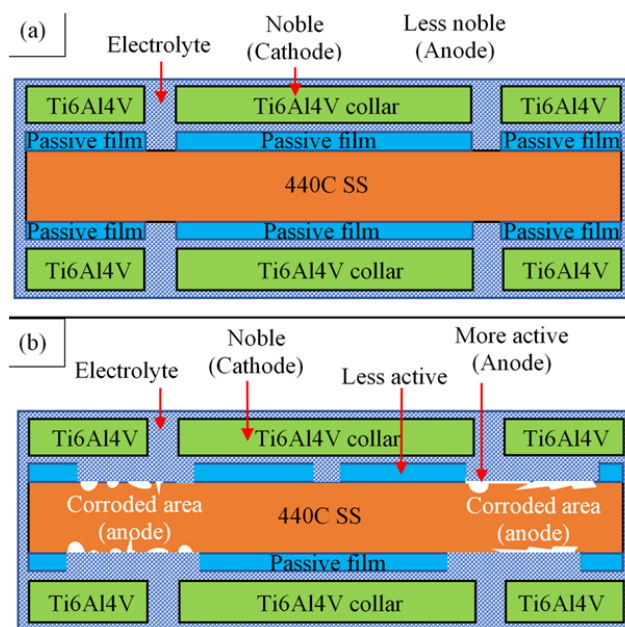 (a)
Electrolyte
Noble
(Cathode)
Less noble
(Anode)
Ti6Al4V
Ti6Al4V collar
Ti6Al4V
Passive film
Passive film
Passive film
440C SS
Passive film
Passive film
Passive film
Ti6Al4V
Ti6Al4V collar
Ti6Al4V
(b)
Electrolyte
Noble
(Cathode)
Less active
More active
(Anode)
Ti6Al4V
Ti6Al4V collar
Ti6Al4V
Corroded area
(anode)
440C SS
Corroded area
(anode)
Passive film
Ti6Al4V
Ti6Al4V collar
Ti6Al4V